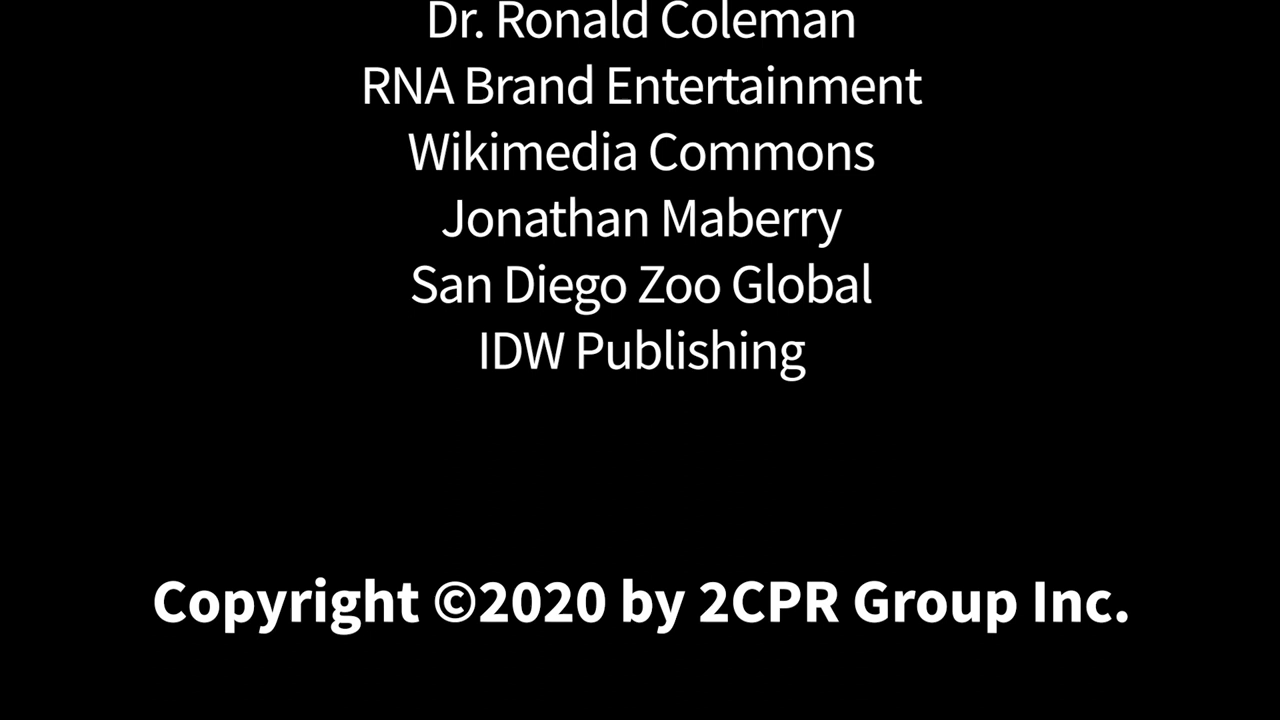 Dr. Ronald Coleman
RNA Brand Entertainment
Wikimedia Commons
Jonathan Maberry
San Diego Zoo Global
IDW Publishing
Copyright ©2020 by 2CPR Group Inc.